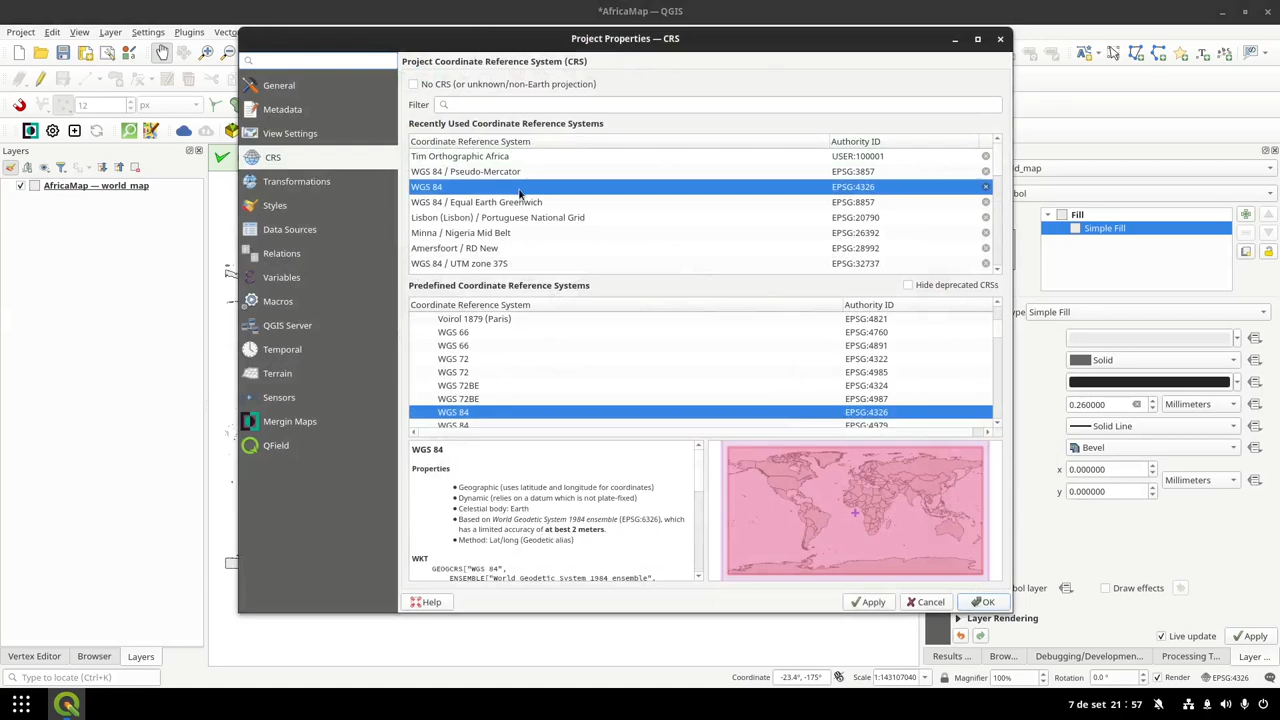 *AfricaMap — QGIS
Project Edit View Layer Settings Plugins
Project Properties — CRS
General
Metadata
View Settings
CRS
Transformations
Styles
Data Sources
Relations
Variables
Macros
QGIS Server
Temporal
Terrain
Sensors
Mergin Maps
QField
Project Coordinate Reference System (CRS)
No CRS (or unknown/non-Earth projection)
Filter
Recently Used Coordinate Reference Systems
Coordinate Reference System Authority ID
Tim Orthographic Africa USER:100001
WGS 84 / Pseudo-Mercator EPSG:3857
WGS 84 EPSG:4326
WGS 84 / Equal Earth Greenwich EPSG:8857
Lisbon (Lisbon) / Portuguese National Grid EPSG:20790
Minna / Nigeria Mid Belt EPSG:26392
Amersfoort / RD New EPSG:28992
WGS 84 / UTM zone 37S EPSG:32737
Predefined Coordinate Reference Systems Hide deprecated CRSs
Coordinate Reference System Authority ID
Voirol 1879 (Paris) EPSG:4821
WGS 66 EPSG:4760
WGS 66 EPSG:4891
WGS 72 EPSG:4322
WGS 72 EPSG:4985
WGS 72BE EPSG:4324
WGS 72BE EPSG:4987
WGS 84 EPSG:4326
WGS 84 EPSG:4979
WGS 84
Properties
Geographic (uses latitude and longitude for coordinates)
Dynamic (relies on a datum which is not plate-fixed)
Celestial body: Earth
Based on World Geodetic System 1984 ensemble (EPSG:6326), which
has a limited accuracy of at best 2 meters.
Method: Lat/long (Geodetic alias)
WKT
GEOGCRS["WGS 84",
ENSEMBLE["World Geodetic System 1984 ensemble",
Help Apply Cancel OK
12 px
Layers
AfricaMap — world_map
Fill
Simple Fill
Simple Fill
Solid
0.260000 Millimeters
Solid Line
Bevel
x 0.000000
Millimeters
y 0.000000
Draw effects
Layer Rendering
Live update Apply
Vertex Editor Browser Layers
Results ... Brow... Debugging/Developmen... Processing T... Layer ...
Type to locate (Ctrl+K)
Coordinate -23.4°, -175° Scale 1:143107040 Magnifier 100% Rotation 0.0 ° Render EPSG:4326
7 de set 21:57